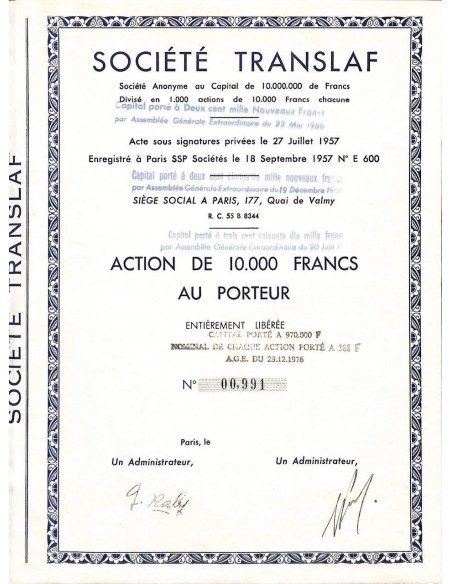 SOCIÉTÉ TRANSLAF
SOCIÉTÉ TRANSLAF
Société Anonyme au Capital de 10.000.000 de Francs
Divisé en 1.000 actions de 10.000 Francs chacune
Capital porté à Deux cent mille Nouveaux Francs
par Assemblée Générale Extraordinaire du 23 Mai
Acte sous signatures privées le 27 Juillet 1957
Enregistré à Paris SSP Sociétés le 18 Septembre 1957 N° E 600
Capital porté à deux cent cinquante mille nouveaux
par Assemblée Générale Extraordinaire du 19 Décembre
SIÈGE SOCIAL A PARIS, 177, Quai de Valmy
R. C. 55 B 8344
Capital porté à trois cent soixante dix mille
par Assemblée Générale Extraordinaire du 20 Juin
ACTION DE 10.000 FRANCS
AU PORTEUR
ENTIÈREMENT LIBÉRÉE
CAPITAL PORTÉ A 970.000 F
NOMINAL DE CHAQUE ACTION PORTÉ A 388 F
A.G.E. DU 23.12.1976
N° 00.991
Paris, le
Un Administrateur,
Un Administrateur,